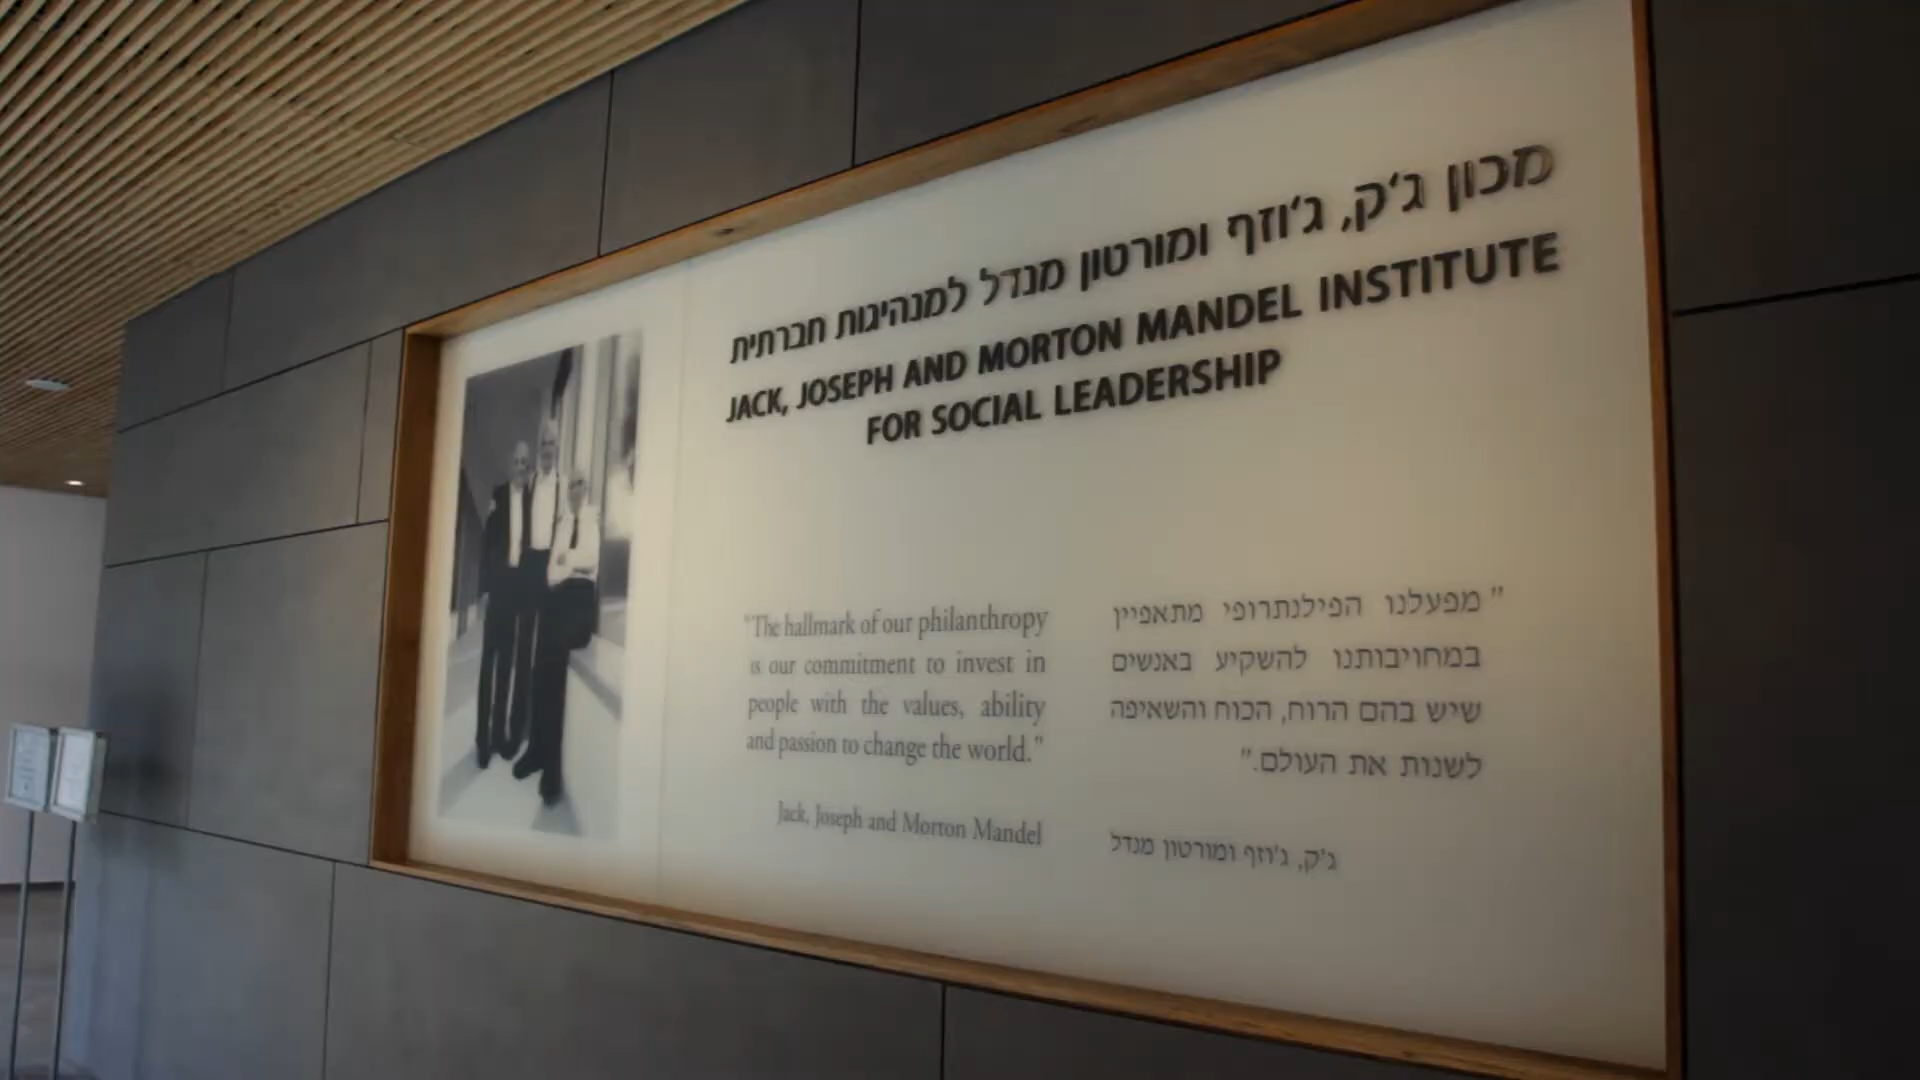 מכון ג'ק, ג'וזף ומורטון מנדל למנהיגות חברתית
JACK, JOSEPH AND MORTON MANDEL INSTITUTE
FOR SOCIAL LEADERSHIP
"The hallmark of our philanthropy
is our commitment to invest in
people with the values, ability
and passion to change the world."
Jack, Joseph and Morton Mandel
"מפעלנו הפילנתרופי מתאפיין
במחויבותנו להשקיע באנשים
שיש בהם הרוח, הכוח והשאיפה
לשנות את העולם."
ג'ק, ג'וזף ומורטון מנדל